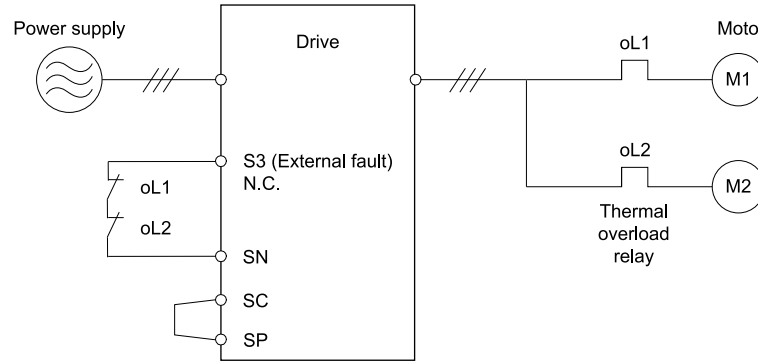 Power supply
Drive
oL1
Moto
M1
S3 (External fault)
N.C.
oL1
oL2
oL2
M2
Thermal
overload
relay
SN
SC
SP